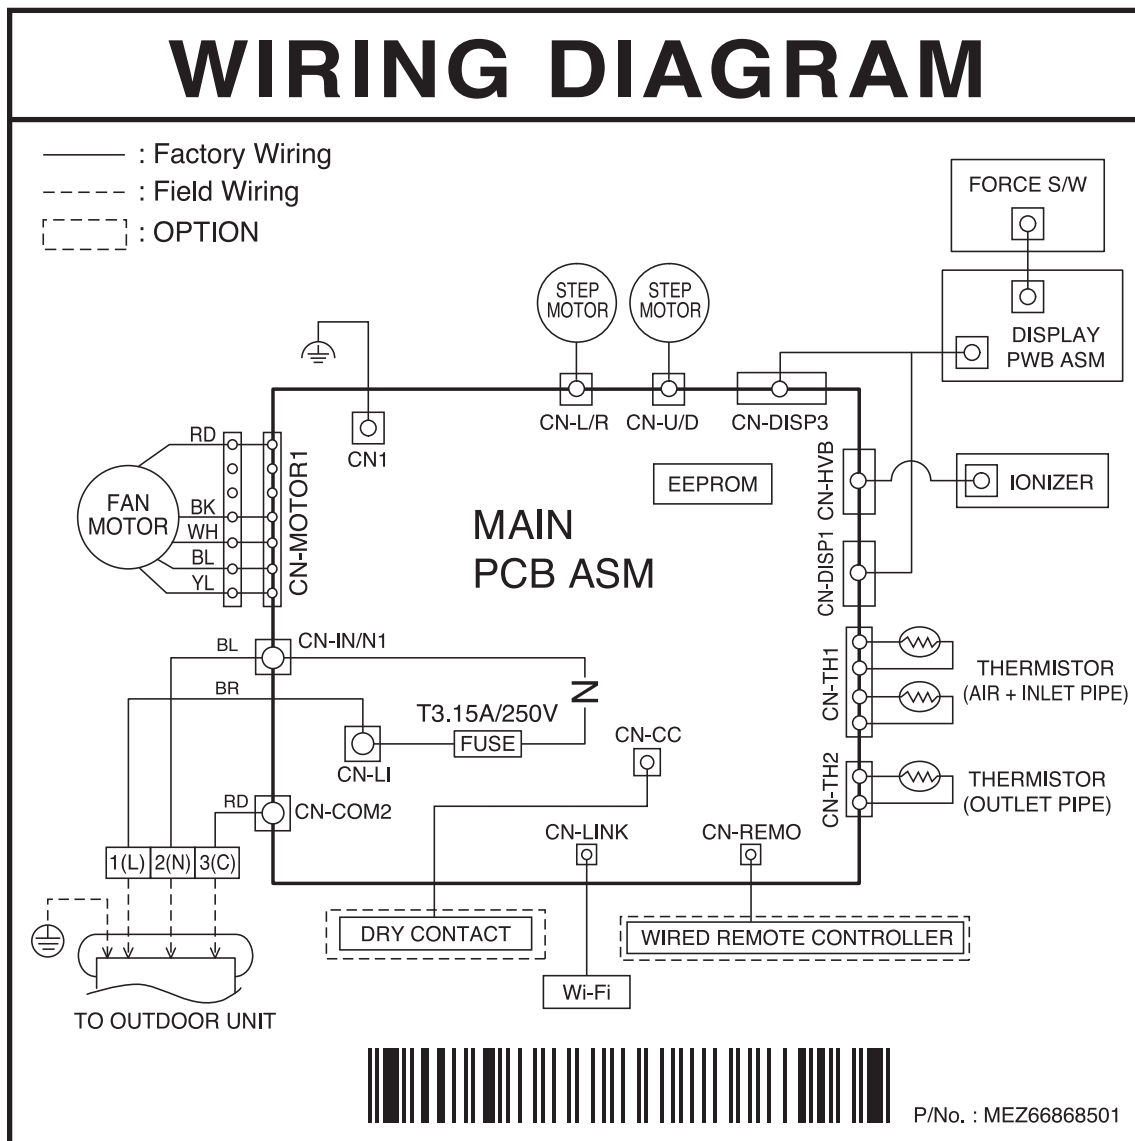 WIRING DIAGRAM
: Factory Wiring
: Field Wiring
: OPTION
FORCE S/W
DISPLAY
PWB ASM
STEP
MOTOR
STEP
MOTOR
CN-L/R
CN-U/D
CN-DISP3
CN1
RD
BK
WH
BL
YL
FAN
MOTOR
CN-MOTOR1
EEPROM
MAIN
PCB ASM
CN-HVB
IONIZER
CN-DISP1
CN-TH1
THERMISTOR
(AIR + INLET PIPE)
CN-TH2
THERMISTOR
(OUTLET PIPE)
BL
CN-IN/N1
BR
N
T3.15A/250V
FUSE
CN-LI
CN-CC
RD
CN-COM2
CN-LINK
CN-REMO
1(L) 2(N) 3(C)
DRY CONTACT
WIRED REMOTE CONTROLLER
Wi-Fi
TO OUTDOOR UNIT
P/No. : MEZ66868501